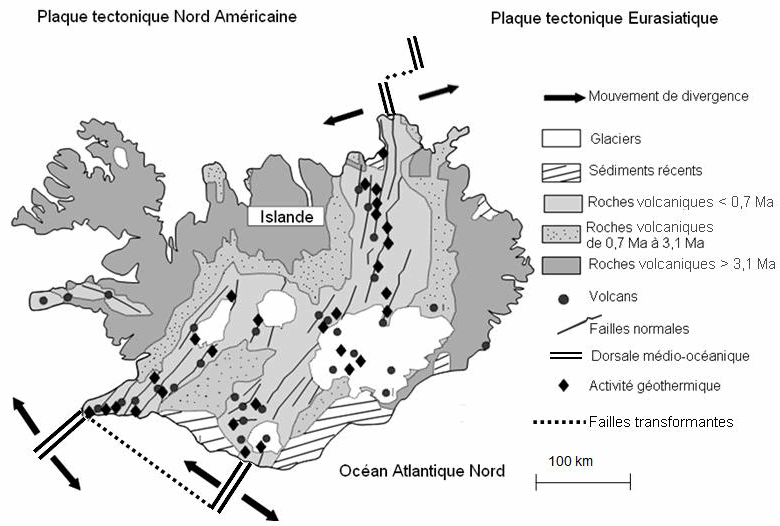 Plaque tectonique Nord Américaine
Plaque tectonique Eurasiatique
Mouvement de divergence
Glaciers
Sédiments récents
Roches volcaniques < 0,7 Ma
Roches volcaniques
de 0,7 Ma à 3,1 Ma
Roches volcaniques > 3,1 Ma
Volcans
Failles normales
Dorsale médio-océanique
Activité géothermique
Failles transformantes
Islande
Océan Atlantique Nord
100 km